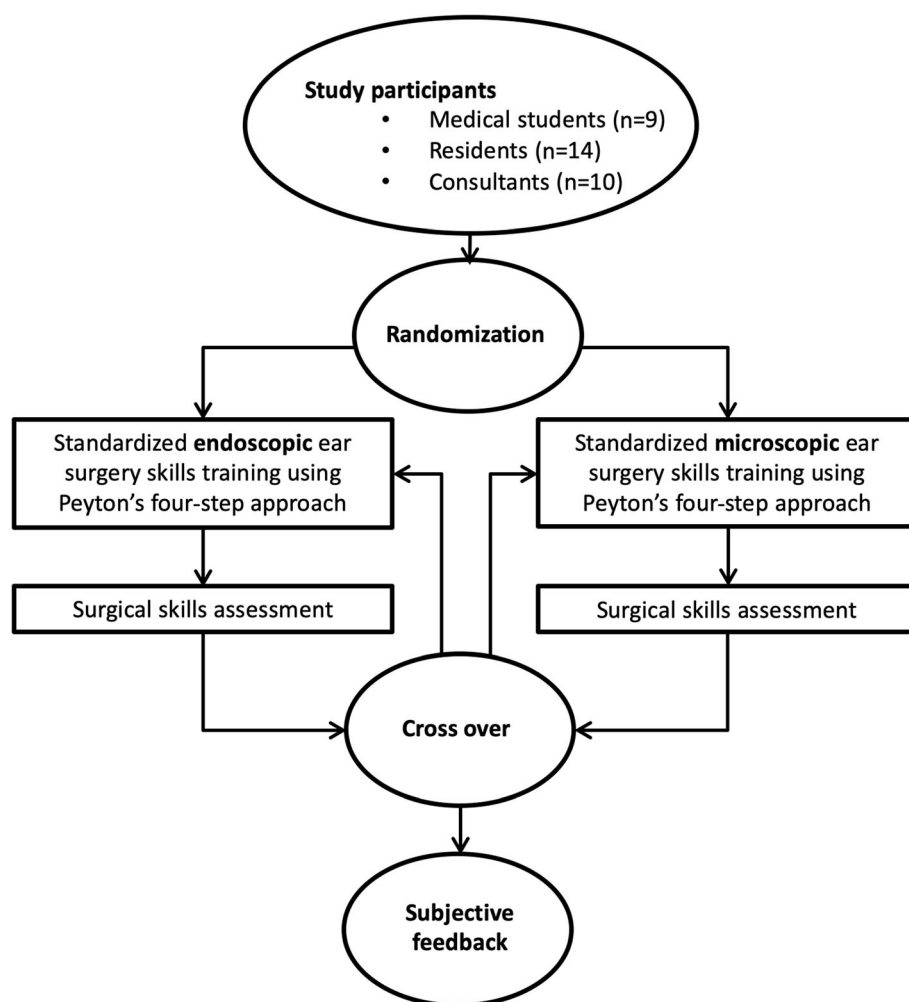 Study participants
• Medical students (n=9)
• Residents (n=14)
• Consultants (n=10)
Randomization
Standardized endoscopic ear
surgery skills training using
Peyton’s four-step approach
Standardized microscopic ear
surgery skills training using
Peyton’s four-step approach
Surgical skills assessment
Surgical skills assessment
Cross over
Subjective
feedback